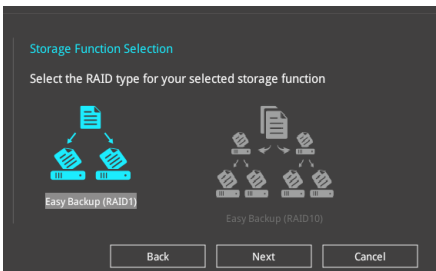 Storage Function Selection
Select the RAID type for your selected storage function
Easy Backup (RAID1)
Easy Backup (RAID10)
Back
Next
Cancel